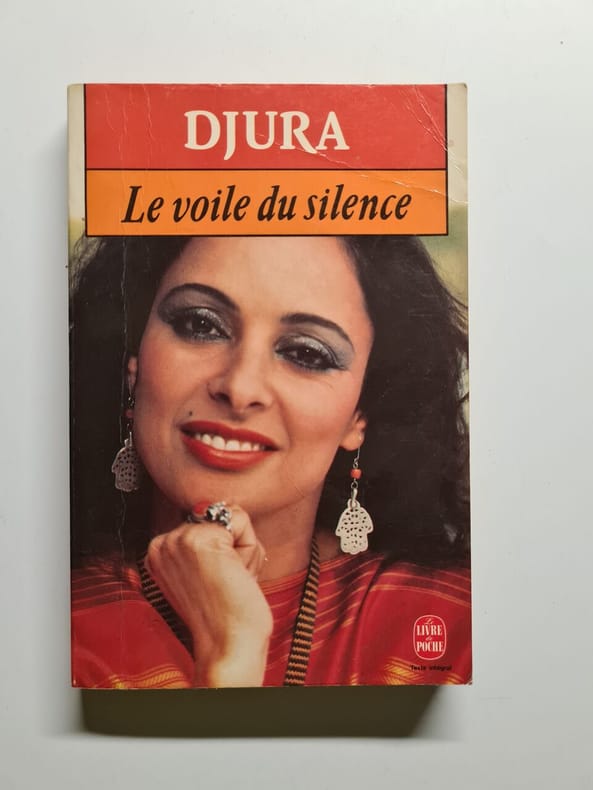 DJURA
Le voile du silence
Le
LIVRE
de
POCHE
Texte intégral